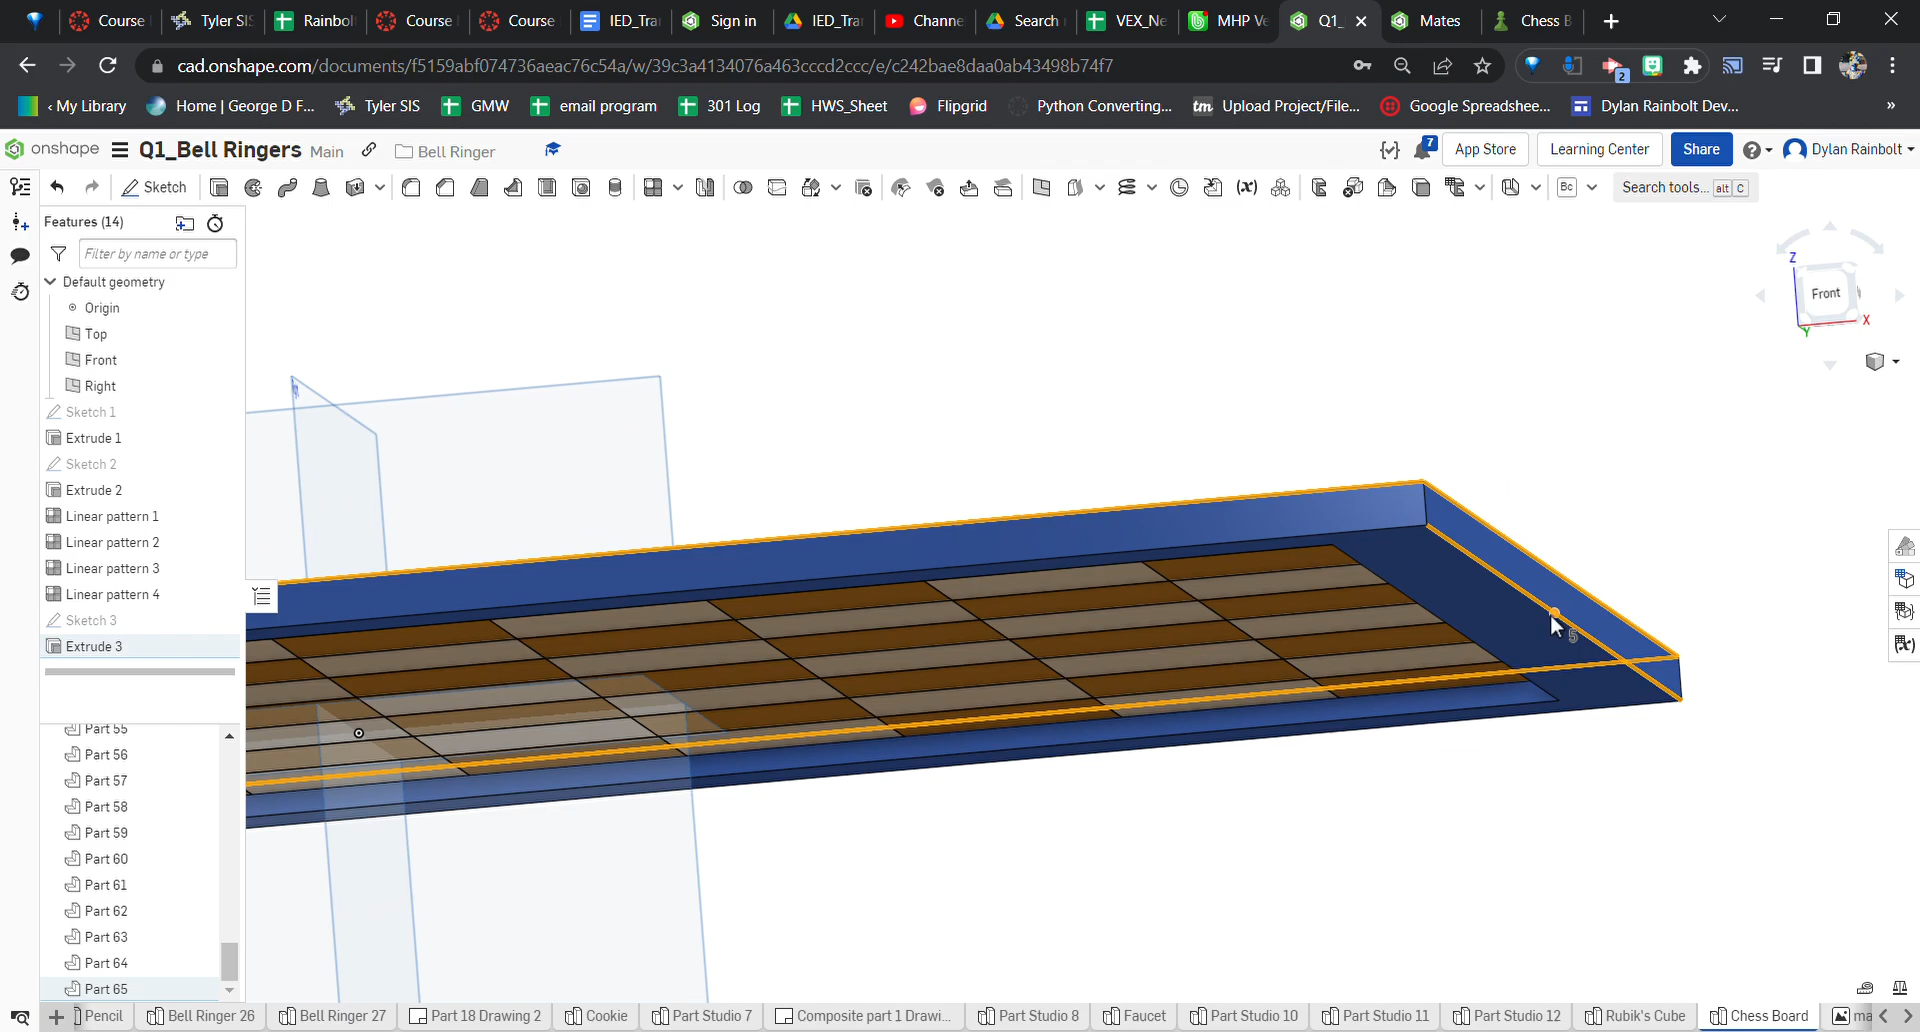 Course
Tyler SIS
Rainbol
Course
Course
IED_Tra
Sign in
IED_Tra
Channe
Search
VEX_Ne
MHP Ve
Q1_
Mates
Chess B
cad.onshape.com/documents/f5159abf074736aeac76c54a/w/39c3a4134076a463cccd2ccc/e/c242bae8daa0ab43498b74f7
2
‹ My Library
Home | George D F...
Tyler SIS
GMW
email program
301 Log
HWS_Sheet
Flipgrid
Python Converting...
tm Upload Project/File...
Google Spreadshee...
Dylan Rainbolt Dev...
»
onshape
Q1_Bell Ringers Main
Bell Ringer
7
App Store
Learning Center
Share
Dylan Rainbolt
Sketch
Bc
Search tools... alt C
Features (14)
Filter by name or type
Default geometry
Origin
Top
Front
Right
Sketch 1
Extrude 1
Sketch 2
Extrude 2
Linear pattern 1
Linear pattern 2
Linear pattern 3
Linear pattern 4
Sketch 3
Extrude 3
Part 55
Part 56
Part 57
Part 58
Part 59
Part 60
Part 61
Part 62
Part 63
Part 64
Part 65
Z
Front
X
Y
5
Pencil
Bell Ringer 26
Bell Ringer 27
Part 18 Drawing 2
Cookie
Part Studio 7
Composite part 1 Drawi...
Part Studio 8
Faucet
Part Studio 10
Part Studio 11
Part Studio 12
Rubik's Cube
Chess Board
ma